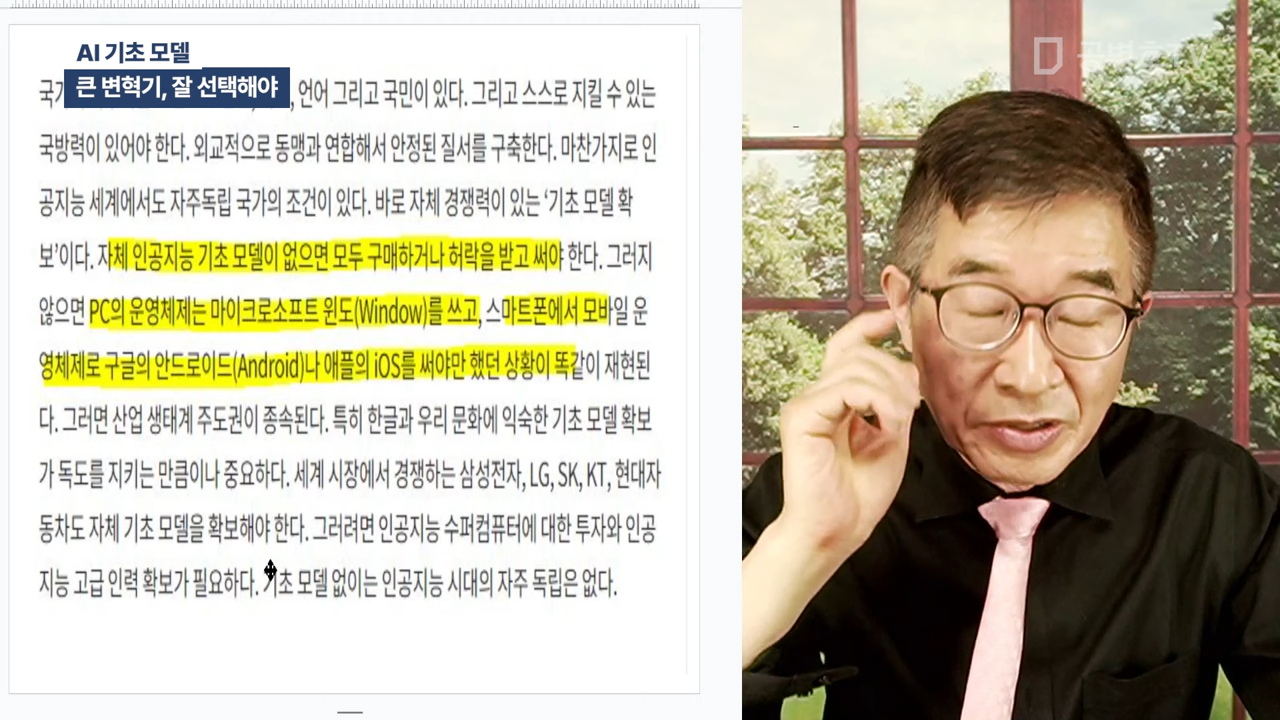 AI 기초 모델
큰 변혁기, 잘 선택해야
공병호TV
언어 그리고 국민이 있다. 그리고 스스로 지킬 수 있는
국방력이 있어야 한다. 외교적으로 동맹과 연합해서 안정된 질서를 구축한다. 마찬가지로 인
공지능 세계에서도 자주독립 국가의 조건이 있다. 바로 자체 경쟁력이 있는 ‘기초 모델 확
보’이다. 자체 인공지능 기초 모델이 없으면 모두 구매하거나 허락을 받고 써야 한다. 그러지
않으면 PC의 운영체제는 마이크로소프트 윈도(Window)를 쓰고, 스마트폰에서 모바일 운
영체제로 구글의 안드로이드(Android)나 애플의 iOS를 써야만 했던 상황이 똑같이 재현된
다. 그러면 산업 생태계 주도권이 종속된다. 특히 한글과 우리 문화에 익숙한 기초 모델 확보
가 독도를 지키는 만큼이나 중요하다. 세계 시장에서 경쟁하는 삼성전자, LG, SK, KT, 현대자
동차도 자체 기초 모델을 확보해야 한다. 그러려면 인공지능 수퍼컴퓨터에 대한 투자와 인공
지능 고급 인력 확보가 필요하다. 기초 모델 없이는 인공지능 시대의 자주 독립은 없다.